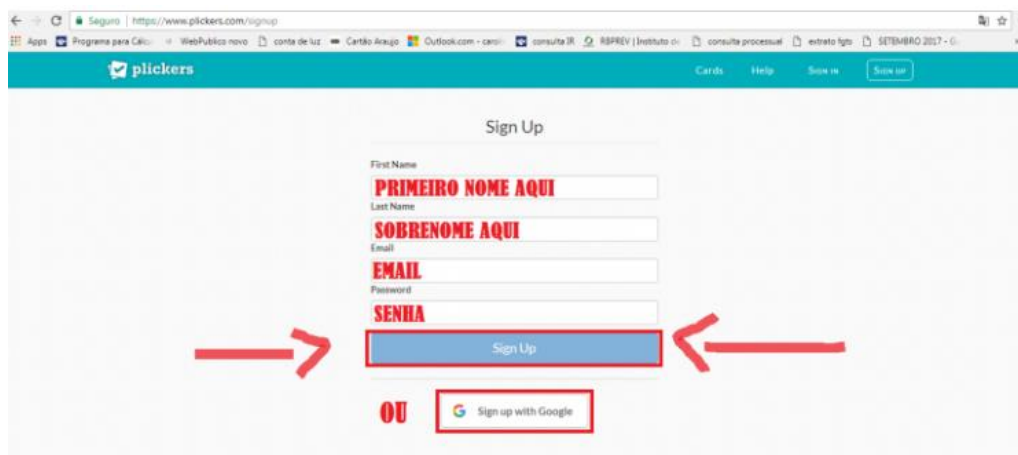 Seguro | https://www.plickers.com/signup
Apps Programa para Cálcu WebPublico novo conta de luz Cartão Araujo Outlook.com - caroli consulta IR RBPREV | Instituto de consulta processual extrato fgts SETEMBRO 2017 - G
plickers Cards Help SIGN IN SIGN UP
Sign Up
First Name
PRIMEIRO NOME AQUI
Last Name
SOBRENOME AQUI
Email
EMAIL
Password
SENHA
Sign Up
OU G Sign up with Google